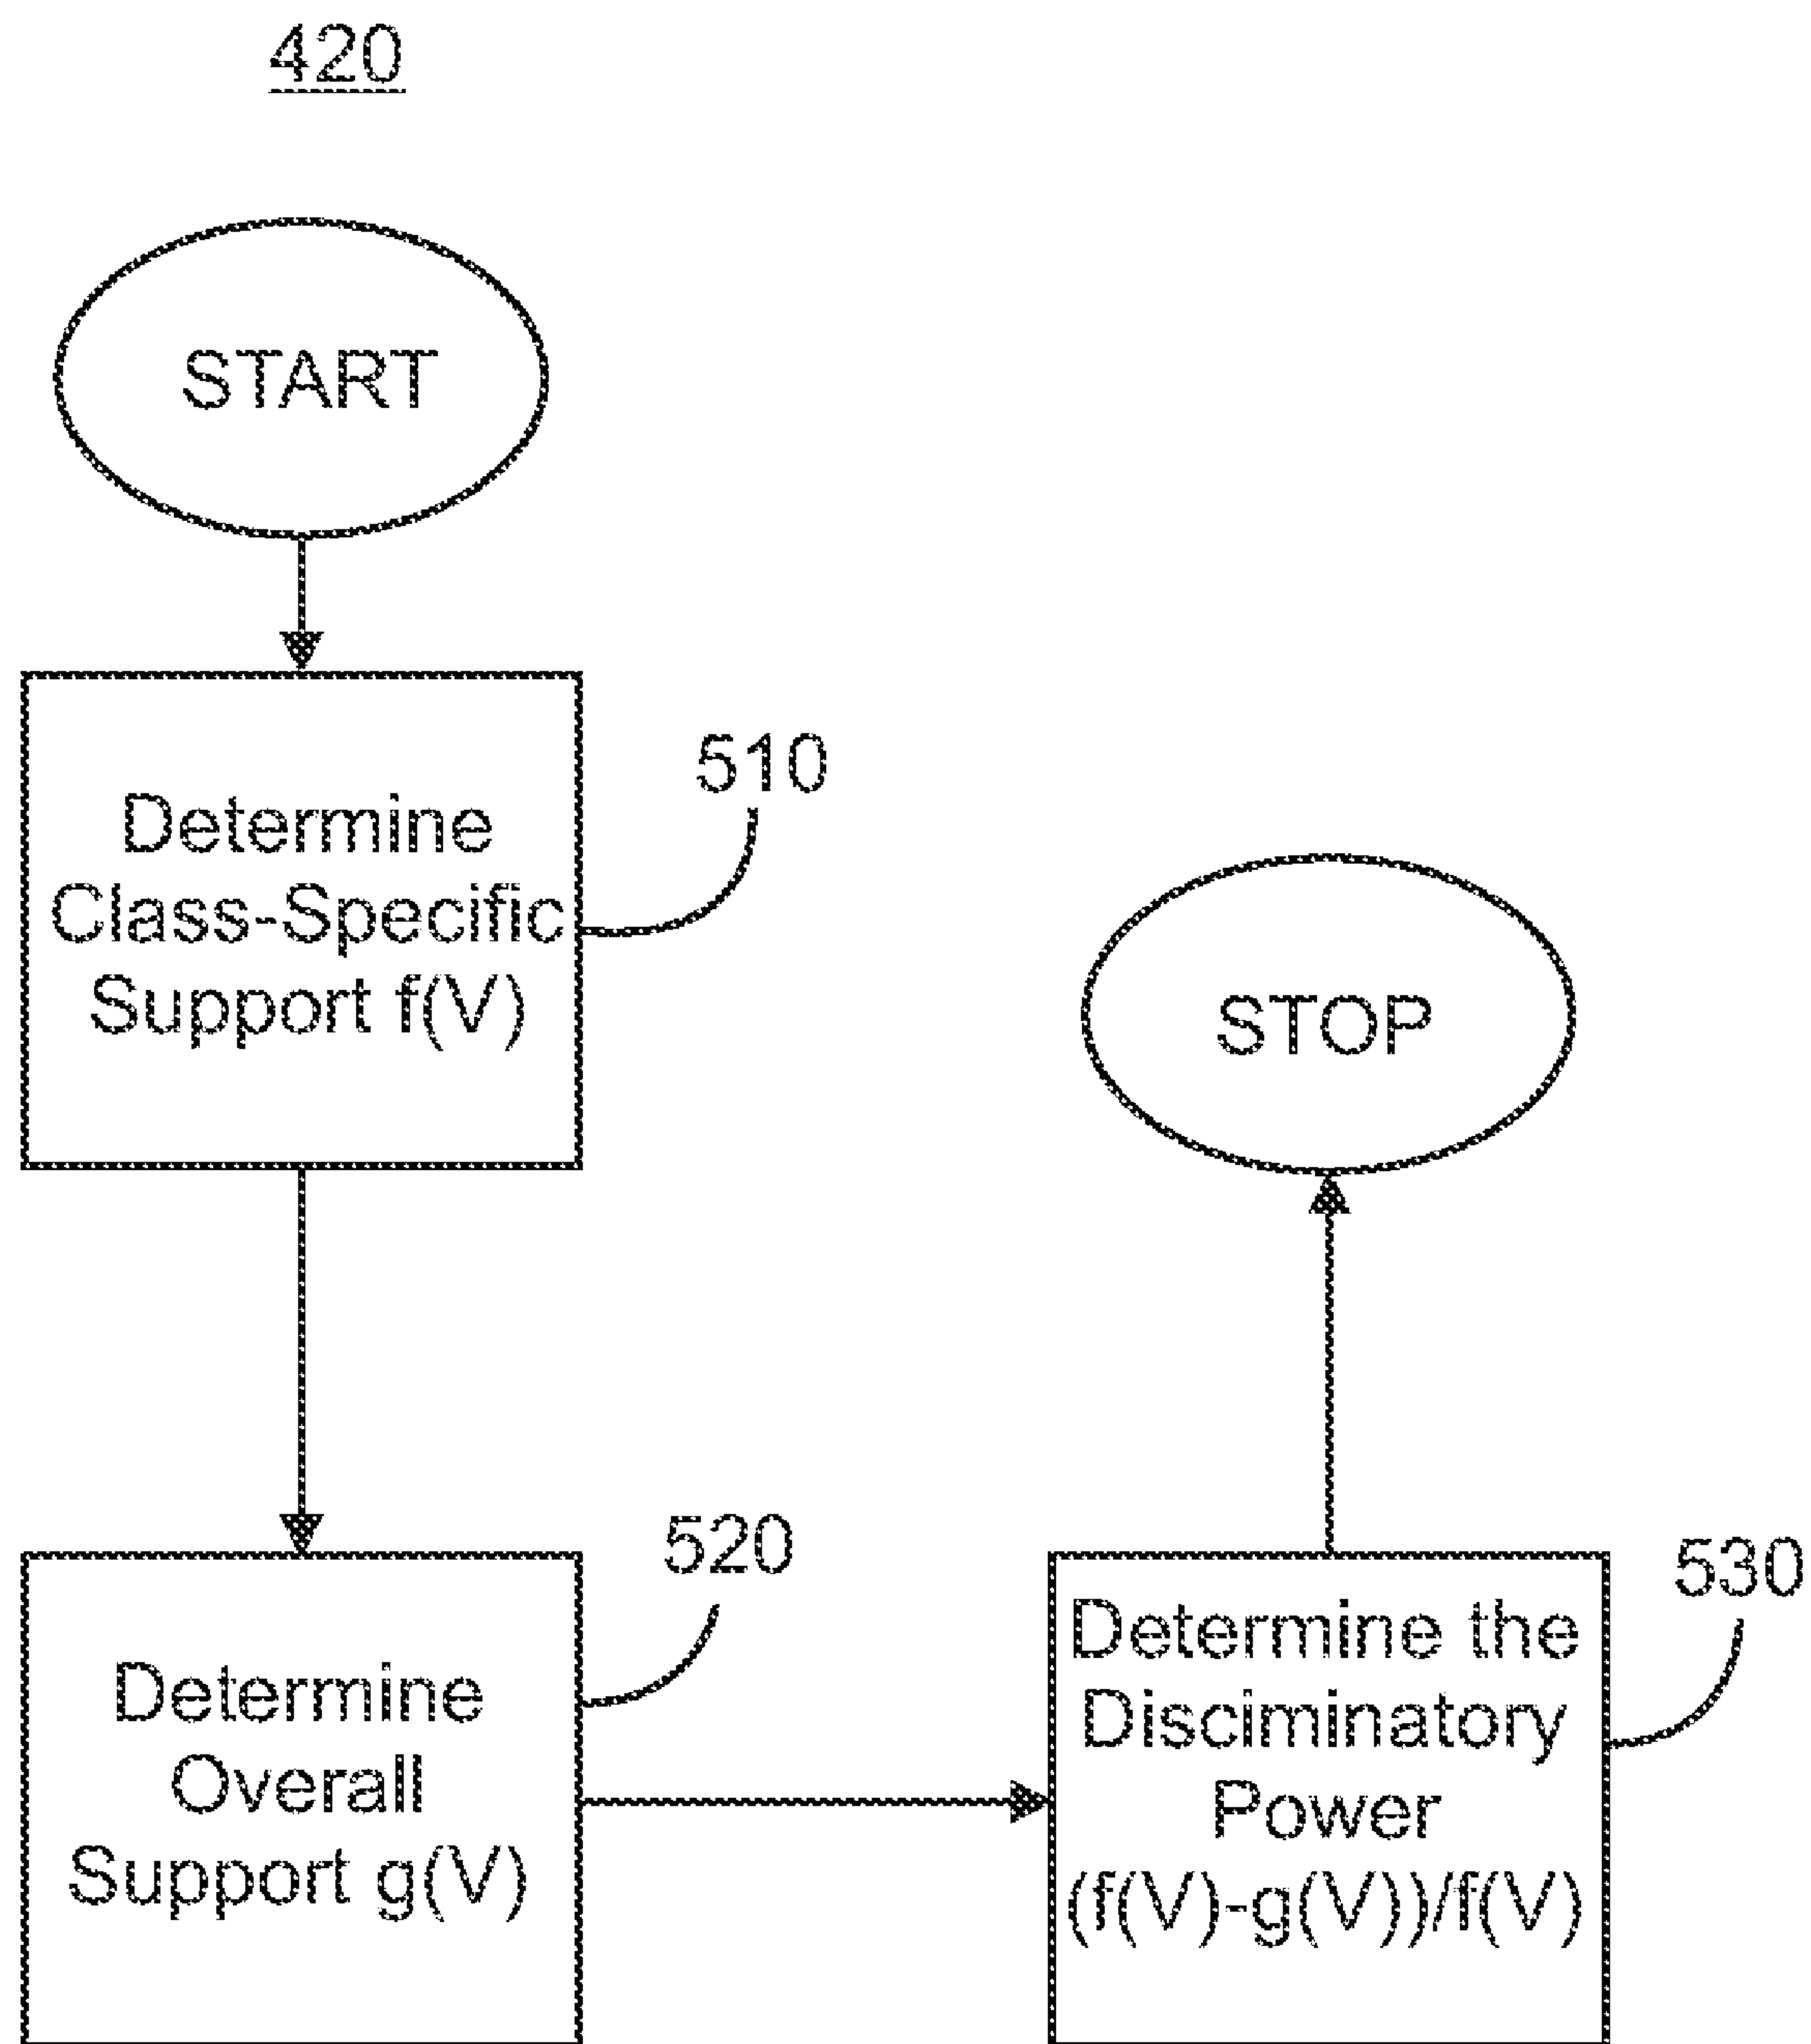 420
START
Determine
Class-Specific
Support f(V)
510
Determine
Overall
Support g(V)
520
Determine the
Disciminatory
Power
(f(V)-g(V))/f(V)
530
STOP